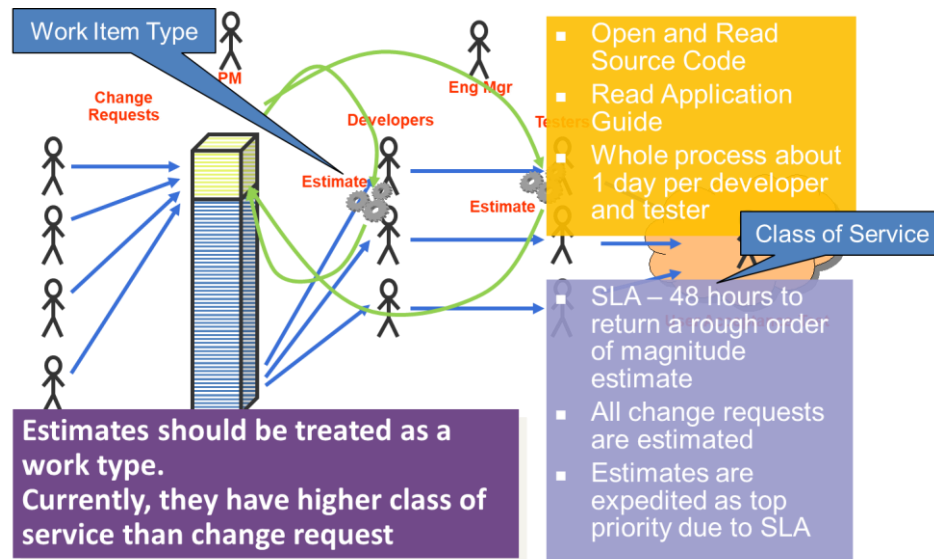 Work Item Type
PM
Eng Mgr
Change
Requests
Developers
Testers
Estimate
Estimate
▪ Open and Read
Source Code
▪ Read Application
Guide
▪ Whole process about
1 day per developer
and tester
Class of Service
▪ SLA – 48 hours to
return a rough order
of magnitude
estimate
▪ All change requests
are estimated
▪ Estimates are
expedited as top
priority due to SLA
Estimates should be treated as a
work type.
Currently, they have higher class of
service than change request